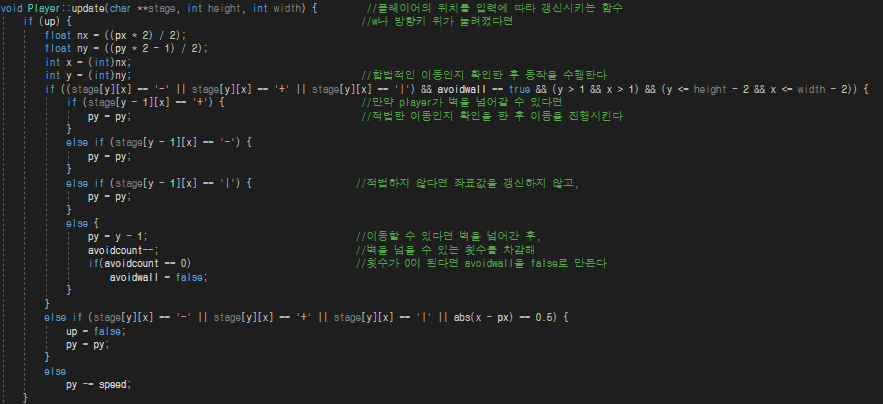 void Player::update(char **stage, int height, int width) { //플레이어의 위치를 입력에 따라 갱신시키는 함수
if (up) { //w나 방향키 위가 눌려졌다면
float nx = ((px * 2) / 2);
float ny = ((py * 2 - 1) / 2);
int x = (int)nx;
int y = (int)ny; //합법적인 이동인지 확인한 후 동작을 수행한다
if ((stage[y][x] == '-' || stage[y][x] == '+' || stage[y][x] == '|') && avoidwall == true && (y > 1 && x > 1) && (y <= height - 2 && x <= width - 2)) {
if (stage[y - 1][x] == '+') { //만약 player가 벽을 넘어갈 수 있다면
py = py; //적법한 이동인지 확인을 한 후 이동을 진행시킨다
}
else if (stage[y - 1][x] == '-') {
py = py;
}
else if (stage[y - 1][x] == '|') { //적법하지 않다면 좌표값을 갱신하지 않고,
py = py;
}
else {
py = y - 1; //이동할 수 있다면 벽을 넘어간 후,
avoidcount--; //벽을 넘을 수 있는 횟수를 차감해
if(avoidcount == 0) //횟수가 0이 된다면 avoidwall을 false로 만든다
avoidwall = false;
}
}
else if (stage[y][x] == '-' || stage[y][x] == '+' || stage[y][x] == '|' || abs(x - px) == 0.5) {
up = false;
py = py;
}
else
py -= speed;
}